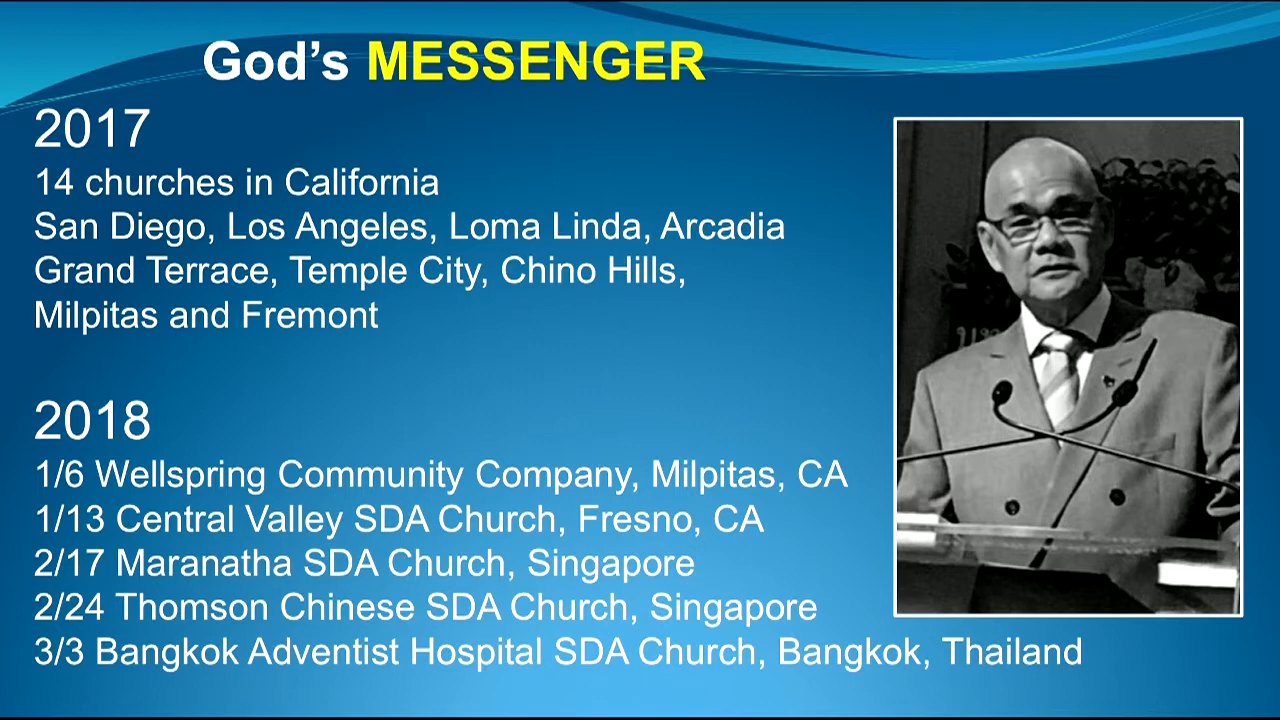 God's MESSENGER
2017
14 churches in California
San Diego, Los Angeles, Loma Linda, Arcadia
Grand Terrace, Temple City, Chino Hills,
Milpitas and Fremont
2018
1/6 Wellspring Community Company, Milpitas, CA
1/13 Central Valley SDA Church, Fresno, CA
2/17 Maranatha SDA Church, Singapore
2/24 Thomson Chinese SDA Church, Singapore
3/3 Bangkok Adventist Hospital SDA Church, Bangkok, Thailand